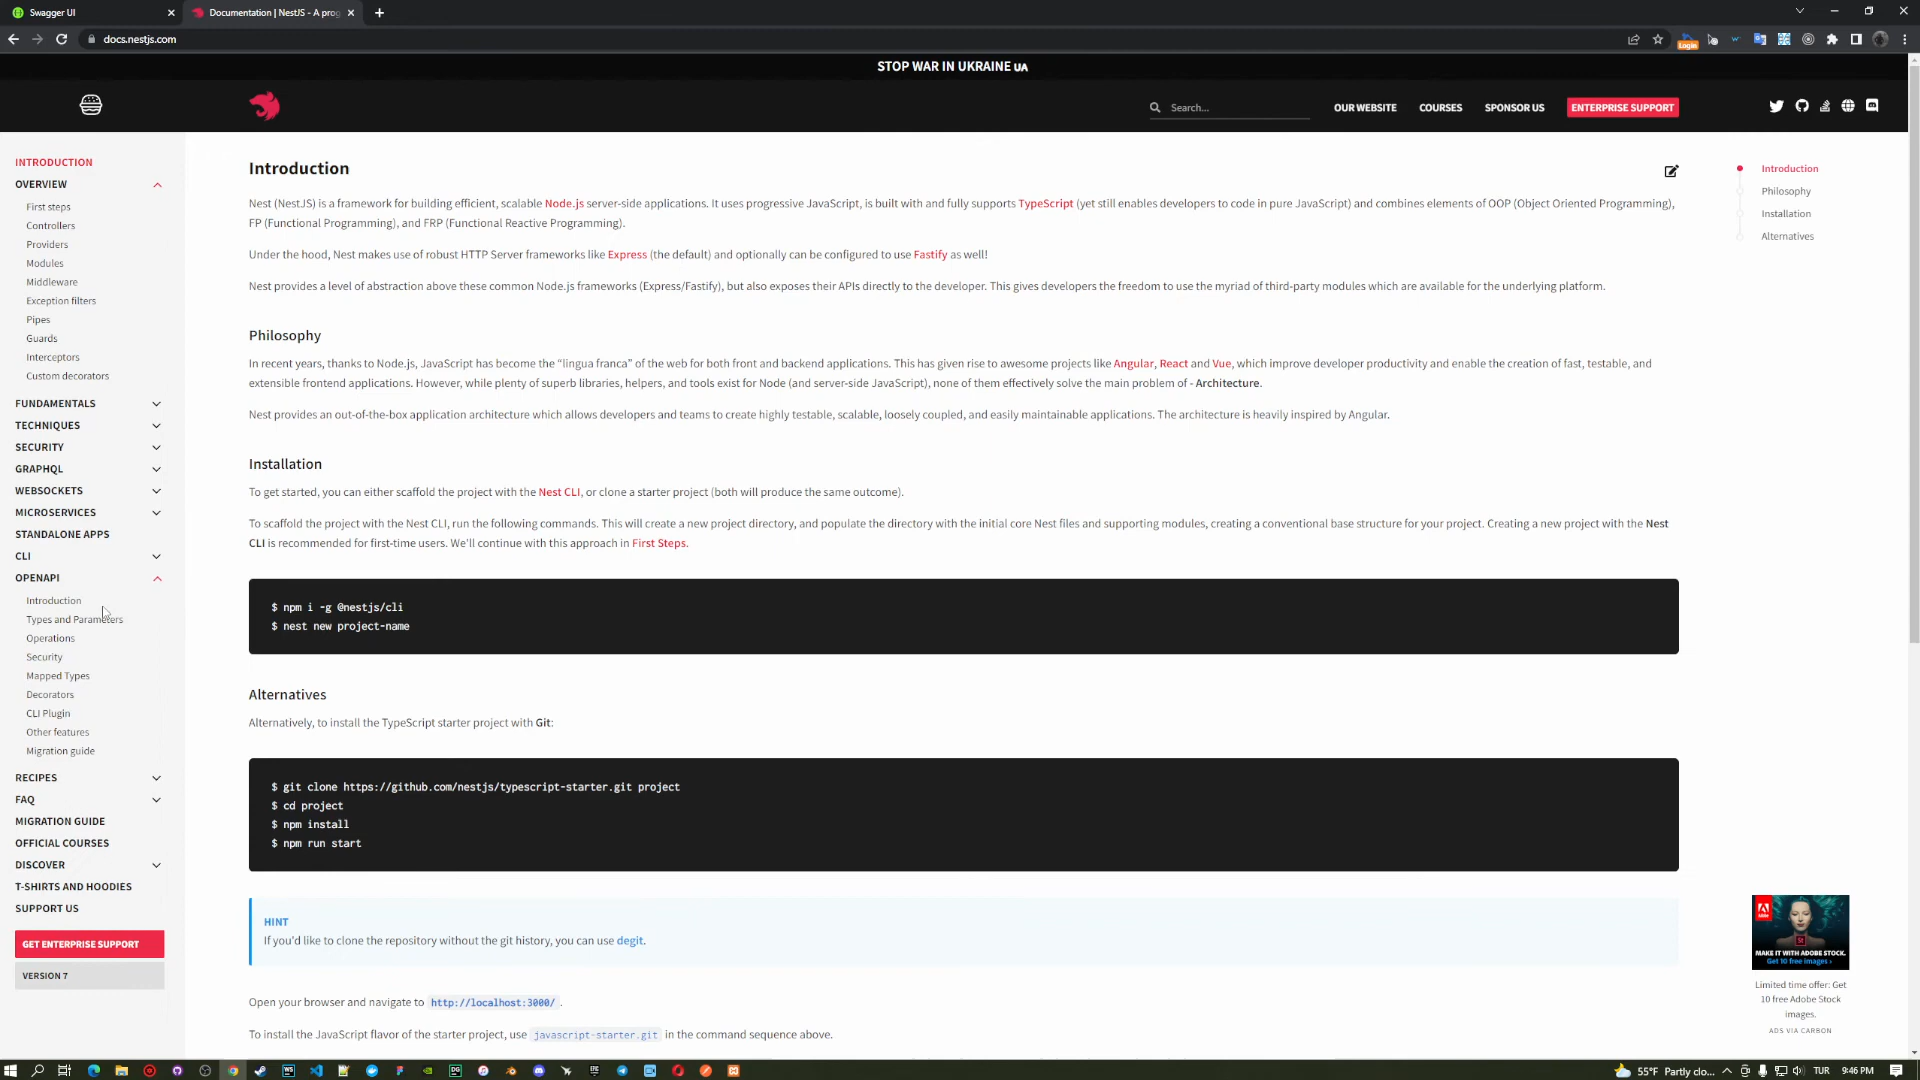 Swagger UI
Documentation | NestJS - A prog
docs.nestjs.com
Login
STOP WAR IN UKRAINE UA
Search...
OUR WEBSITE
COURSES
SPONSOR US
ENTERPRISE SUPPORT
INTRODUCTION
OVERVIEW
First steps
Controllers
Providers
Modules
Middleware
Exception filters
Pipes
Guards
Interceptors
Custom decorators
FUNDAMENTALS
TECHNIQUES
SECURITY
GRAPHQL
WEBSOCKETS
MICROSERVICES
STANDALONE APPS
CLI
OPENAPI
Introduction
Types and Parameters
Operations
Security
Mapped Types
Decorators
CLI Plugin
Other features
Migration guide
RECIPES
FAQ
MIGRATION GUIDE
OFFICIAL COURSES
DISCOVER
T-SHIRTS AND HOODIES
SUPPORT US
GET ENTERPRISE SUPPORT
VERSION 7
Introduction
Nest (NestJS) is a framework for building efficient, scalable Node.js server-side applications. It uses progressive JavaScript, is built with and fully supports TypeScript (yet still enables developers to code in pure JavaScript) and combines elements of OOP (Object Oriented Programming),
FP (Functional Programming), and FRP (Functional Reactive Programming).
Under the hood, Nest makes use of robust HTTP Server frameworks like Express (the default) and optionally can be configured to use Fastify as well!
Nest provides a level of abstraction above these common Node.js frameworks (Express/Fastify), but also exposes their APIs directly to the developer. This gives developers the freedom to use the myriad of third-party modules which are available for the underlying platform.
Philosophy
In recent years, thanks to Node.js, JavaScript has become the “lingua franca” of the web for both front and backend applications. This has given rise to awesome projects like Angular, React and Vue, which improve developer productivity and enable the creation of fast, testable, and
extensible frontend applications. However, while plenty of superb libraries, helpers, and tools exist for Node (and server-side JavaScript), none of them effectively solve the main problem of - Architecture.
Nest provides an out-of-the-box application architecture which allows developers and teams to create highly testable, scalable, loosely coupled, and easily maintainable applications. The architecture is heavily inspired by Angular.
Installation
To get started, you can either scaffold the project with the Nest CLI, or clone a starter project (both will produce the same outcome).
To scaffold the project with the Nest CLI, run the following commands. This will create a new project directory, and populate the directory with the initial core Nest files and supporting modules, creating a conventional base structure for your project. Creating a new project with the Nest
CLI is recommended for first-time users. We'll continue with this approach in First Steps.
$ npm i -g @nestjs/cli
$ nest new project-name
Alternatives
Alternatively, to install the TypeScript starter project with Git:
$ git clone https://github.com/nestjs/typescript-starter.git project
$ cd project
$ npm install
$ npm run start
HINT
If you'd like to clone the repository without the git history, you can use degit.
Open your browser and navigate to http://localhost:3000/ .
To install the JavaScript flavor of the starter project, use javascript-starter.git in the command sequence above.
Introduction
Philosophy
Installation
Alternatives
MAKE IT WITH ADOBE STOCK.
Get 10 free images ›
Limited time offer: Get
10 free Adobe Stock
images.
ADS VIA CARBON
55°F Partly clo...
TUR
9:46 PM